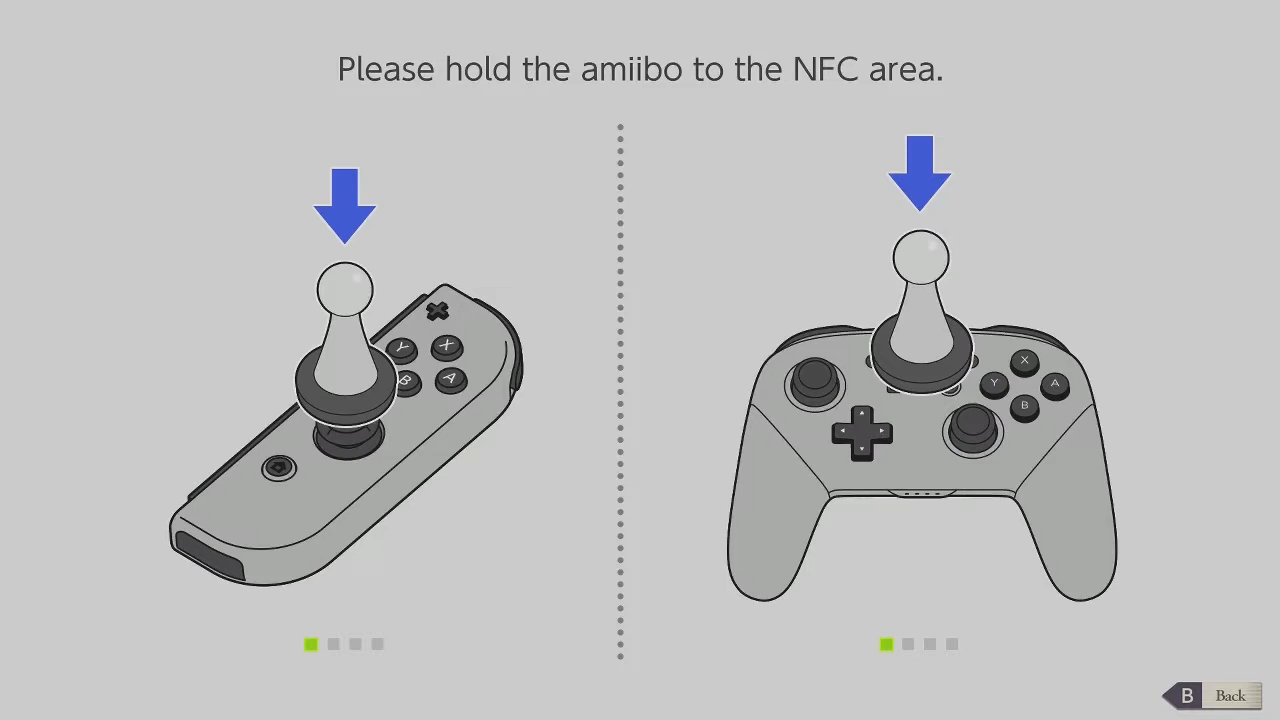 Please hold the amiibo to the NFC area.
Y X
B A
X
Y A
B
B Back